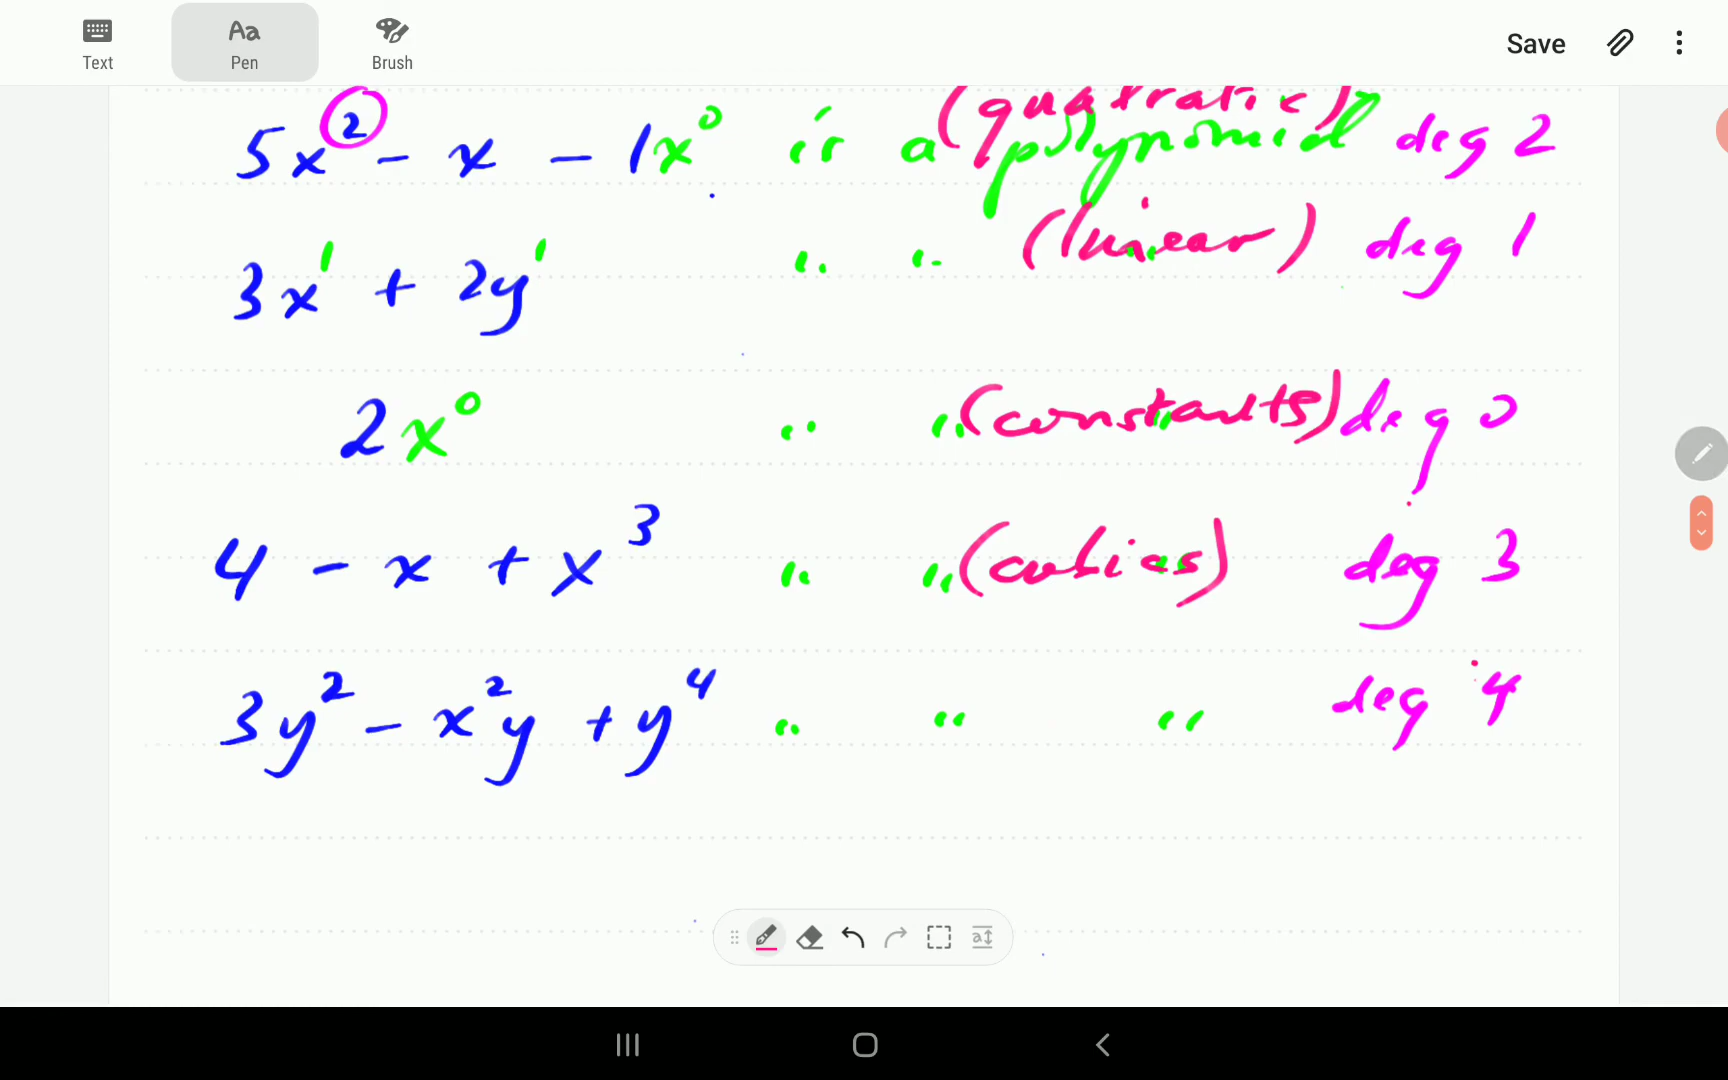 Text Pen Brush Save
5x² - x - 1x⁰ is a polynomial (quatratic) deg 2
3x¹ + 2y¹ " " (linear) " deg 1
2x⁰ " " (constants) " deg 0
4 - x + x³ " " (cubics) " deg 3
3y² - x²y + y⁴ " " " deg 4